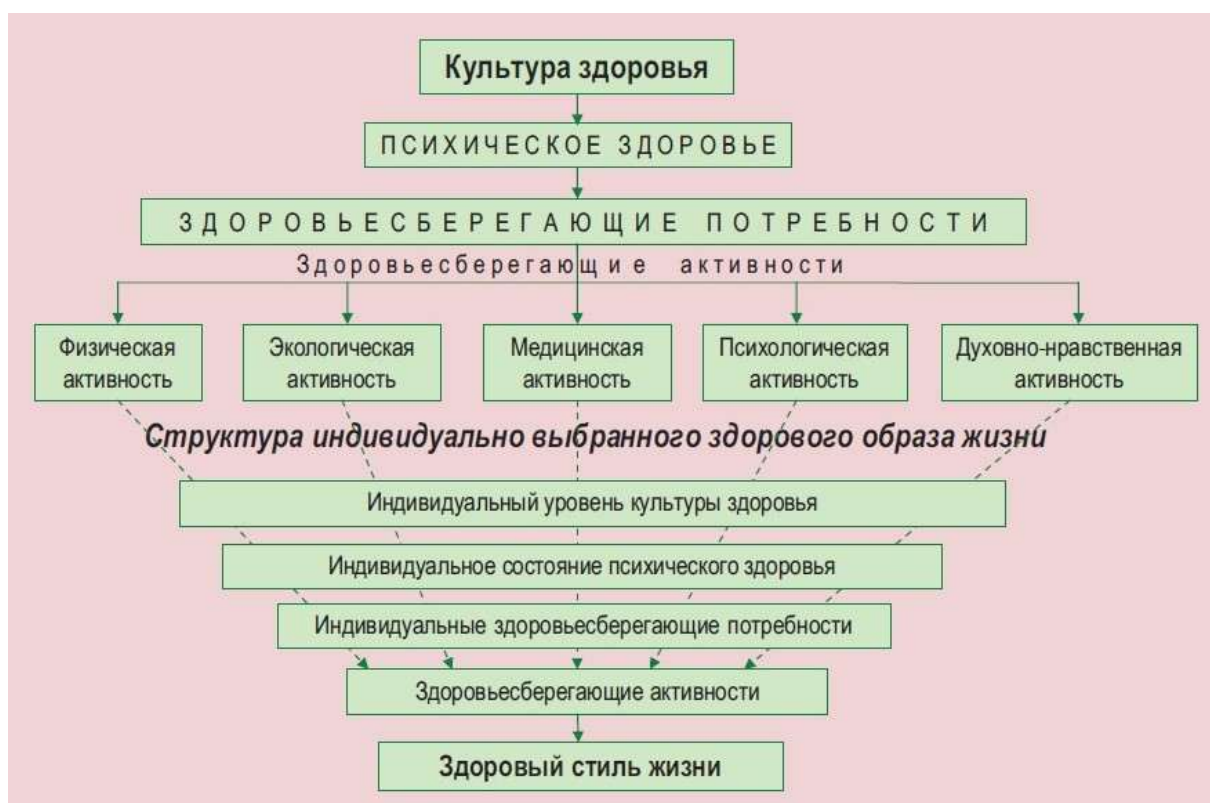 Культура здоровья
ПСИХИЧЕСКОЕ ЗДОРОВЬЕ
ЗДОРОВЬЕСБЕРЕГАЮЩИЕ ПОТРЕБНОСТИ
Здоровьесберегающие активности
Физическая
активность
Экологическая
активность
Медицинская
активность
Психологическая
активность
Духовно-нравственная
активность
Структура индивидуально выбранного здорового образа жизни
Индивидуальный уровень культуры здоровья
Индивидуальное состояние психического здоровья
Индивидуальные здоровьесберегающие потребности
Здоровьесберегающие активности
Здоровый стиль жизни